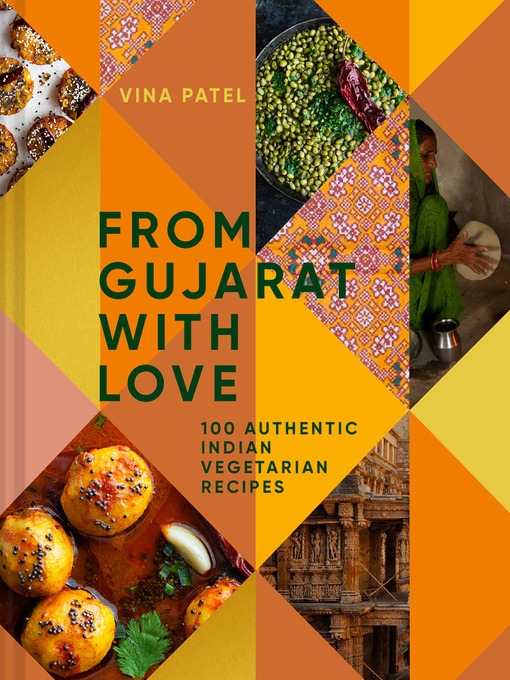 VINA PATEL
FROM
GUJARAT
WITH
LOVE
100 AUTHENTIC
INDIAN
VEGETARIAN
RECIPES